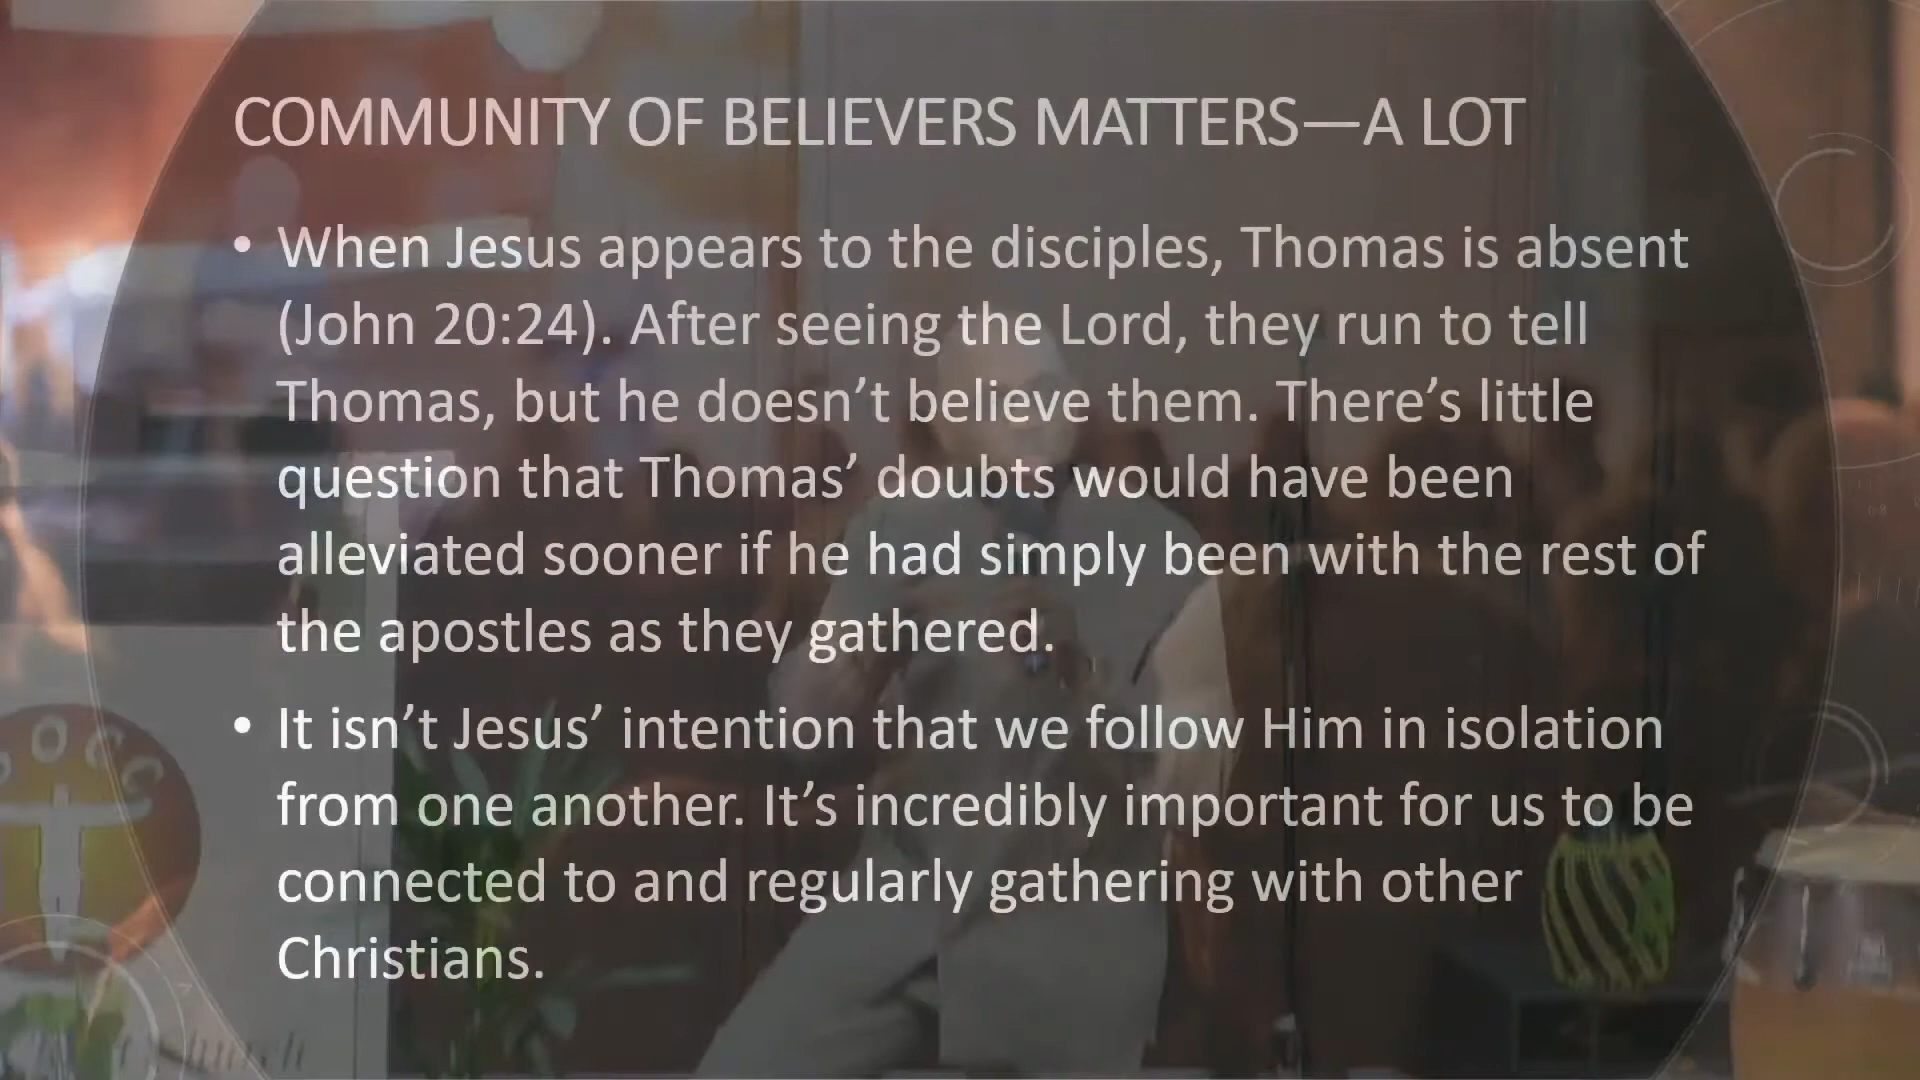 COMMUNITY OF BELIEVERS MATTERS—A LOT
• When Jesus appears to the disciples, Thomas is absent
(John 20:24). After seeing the Lord, they run to tell
Thomas, but he doesn’t believe them. There’s little
question that Thomas’ doubts would have been
alleviated sooner if he had simply been with the rest of
the apostles as they gathered.
• It isn’t Jesus’ intention that we follow Him in isolation
from one another. It’s incredibly important for us to be
connected to and regularly gathering with other
Christians.
OCC
Church